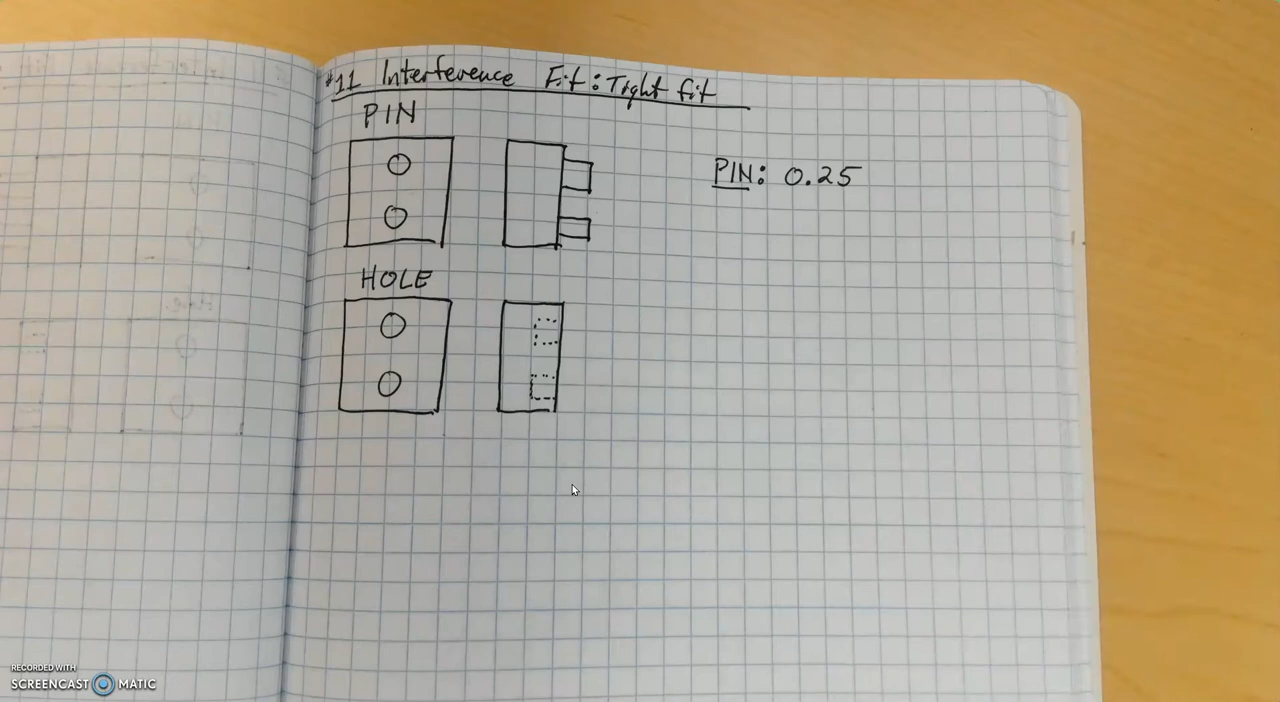 #11 Interference Fit: Tight fit
PIN
PIN: 0.25
HOLE
RECORDED WITH
SCREENCAST MATIC